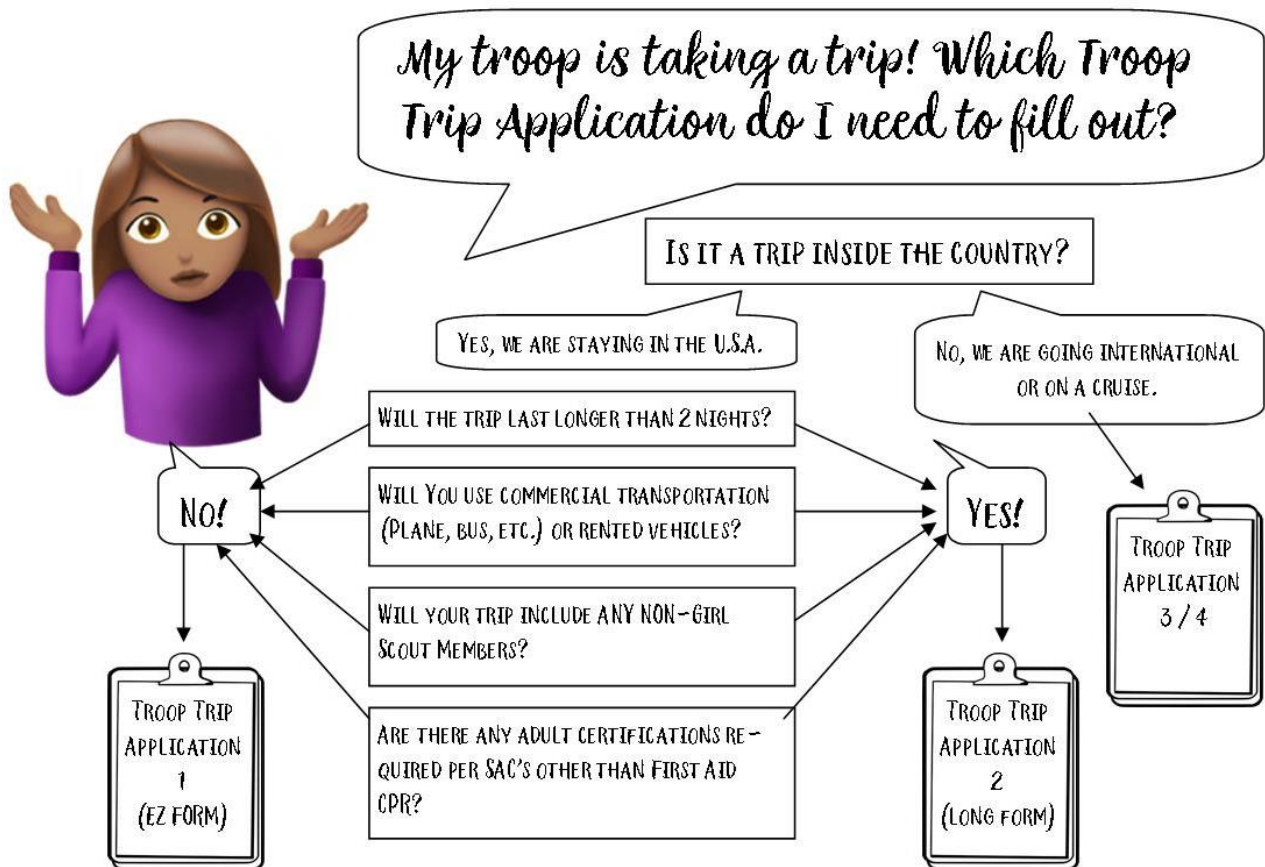 My troop is taking a trip! Which Troop
Trip Application do I need to fill out?
IS IT A TRIP INSIDE THE COUNTRY?
YES, WE ARE STAYING IN THE U.S.A.
NO, WE ARE GOING INTERNATIONAL
OR ON A CRUISE.
WILL THE TRIP LAST LONGER THAN 2 NIGHTS?
WILL YOU USE COMMERCIAL TRANSPORTATION
(PLANE, BUS, ETC.) OR RENTED VEHICLES?
WILL YOUR TRIP INCLUDE ANY NON-GIRL
SCOUT MEMBERS?
ARE THERE ANY ADULT CERTIFICATIONS RE-
QUIRED PER SAC'S OTHER THAN FIRST AID
CPR?
NO!
YES!
TROOP TRIP
APPLICATION
1
(EZ FORM)
TROOP TRIP
APPLICATION
2
(LONG FORM)
TROOP TRIP
APPLICATION
3 / 4